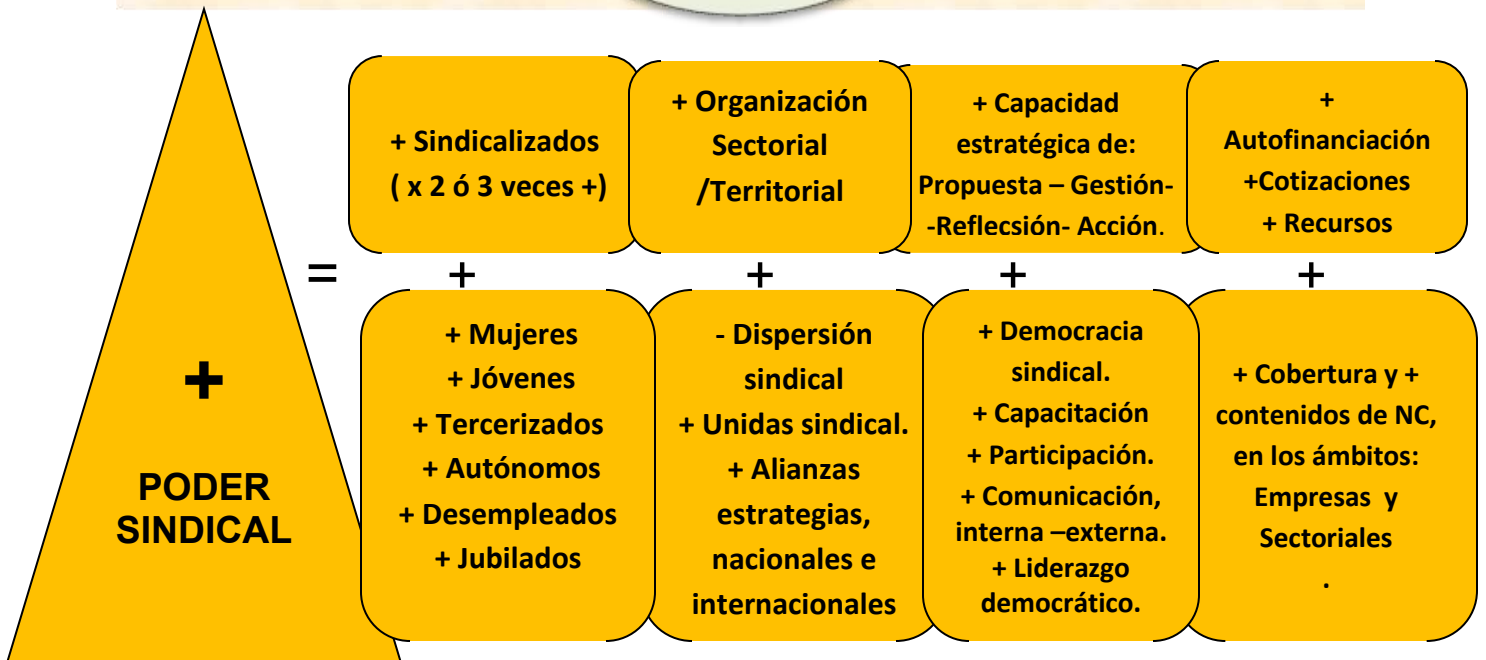 +
PODER
SINDICAL
=
+ Sindicalizados
( x 2 ó 3 veces +)
+ Organización
Sectorial
/Territorial
+ Capacidad
estratégica de:
Propuesta – Gestión-
-Reflecsión- Acción.
+
Autofinanciación
+Cotizaciones
+ Recursos
+
+
+
+
+ Mujeres
+ Jóvenes
+ Tercerizados
+ Autónomos
+ Desempleados
+ Jubilados
- Dispersión
sindical
+ Unidas sindical.
+ Alianzas
estrategias,
nacionales e
internacionales
+ Democracia
sindical.
+ Capacitación
+ Participación.
+ Comunicación,
interna –externa.
+ Liderazgo
democrático.
+ Cobertura y +
contenidos de NC,
en los ámbitos:
Empresas y
Sectoriales
.